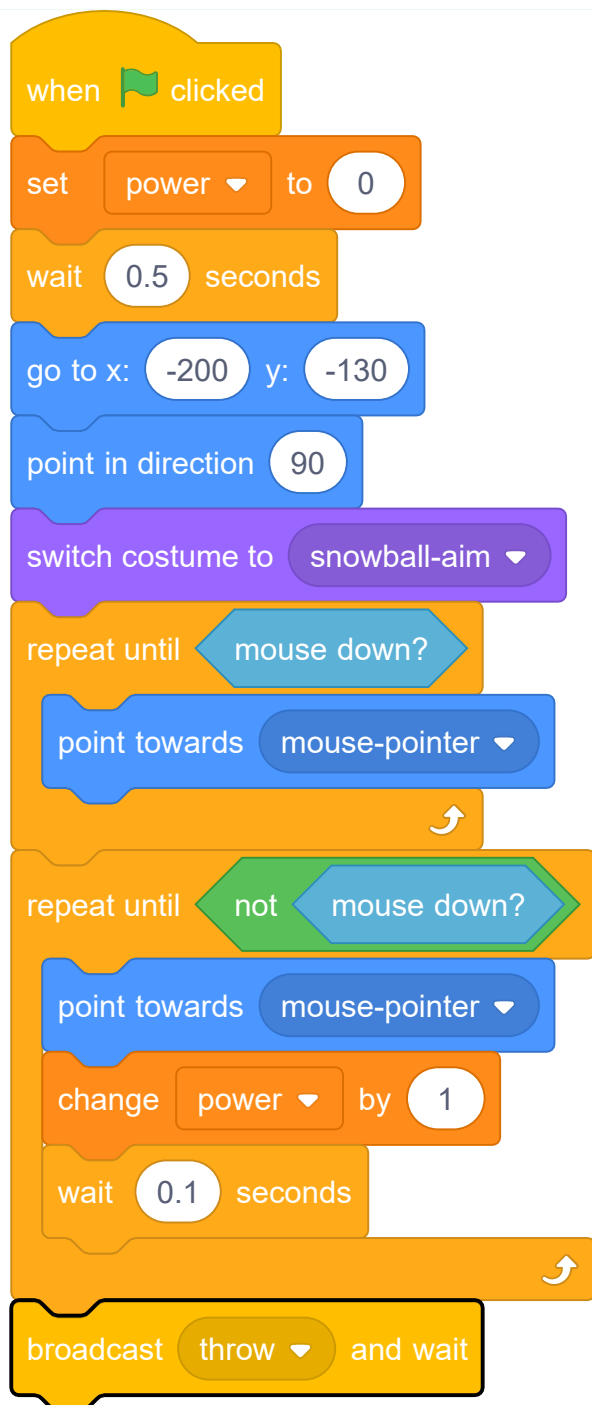 when clicked
set power to 0
wait 0.5 seconds
go to x: -200 y: -130
point in direction 90
switch costume to snowball-aim
repeat until mouse down?
point towards mouse-pointer
repeat until not mouse down?
point towards mouse-pointer
change power by 1
wait 0.1 seconds
broadcast throw and wait